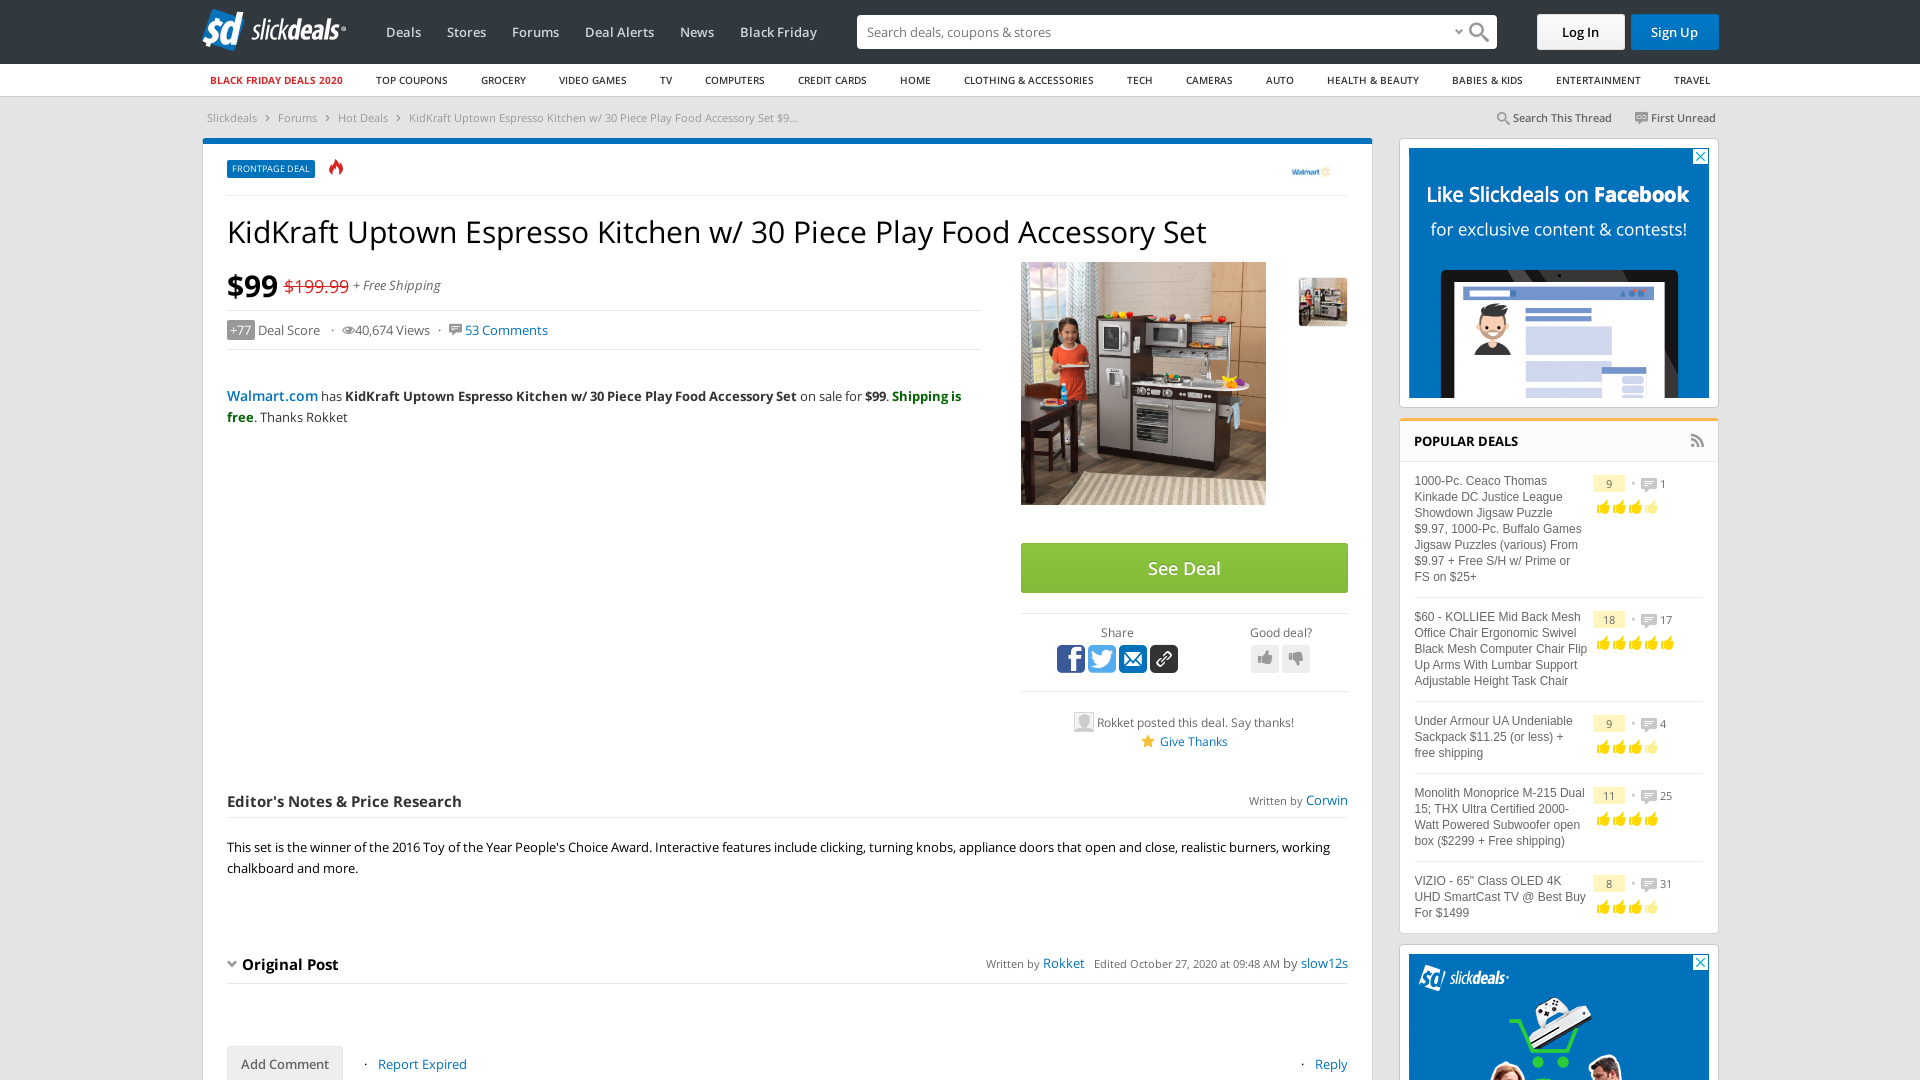 slickdeals
Deals
Stores
Forums
Deal Alerts
News
Black Friday
Search deals, coupons & stores
Log In
Sign Up
BLACK FRIDAY DEALS 2020
TOP COUPONS
GROCERY
VIDEO GAMES
TV
COMPUTERS
CREDIT CARDS
HOME
CLOTHING & ACCESSORIES
TECH
CAMERAS
AUTO
HEALTH & BEAUTY
BABIES & KIDS
ENTERTAINMENT
TRAVEL
Slickdeals › Forums › Hot Deals › KidKraft Uptown Espresso Kitchen w/ 30 Piece Play Food Accessory Set $9...
Search This Thread
First Unread
FRONTPAGE DEAL
Walmart
KidKraft Uptown Espresso Kitchen w/ 30 Piece Play Food Accessory Set
$99 $199.99 + Free Shipping
+77 Deal Score · 40,674 Views · 53 Comments
Walmart.com has KidKraft Uptown Espresso Kitchen w/ 30 Piece Play Food Accessory Set on sale for $99. Shipping is
free. Thanks Rokket
See Deal
Share
Good deal?
Rokket posted this deal. Say thanks!
Give Thanks
Editor's Notes & Price Research
Written by Corwin
This set is the winner of the 2016 Toy of the Year People's Choice Award. Interactive features include clicking, turning knobs, appliance doors that open and close, realistic burners, working
chalkboard and more.
Original Post
Written by Rokket Edited October 27, 2020 at 09:48 AM by slow12s
Add Comment
· Report Expired
· Reply
Like Slickdeals on Facebook
for exclusive content & contests!
POPULAR DEALS
1000-Pc. Ceaco Thomas
Kinkade DC Justice League
Showdown Jigsaw Puzzle
$9.97, 1000-Pc. Buffalo Games
Jigsaw Puzzles (various) From
$9.97 + Free S/H w/ Prime or
FS on $25+
9 • 1
$60 - KOLLIEE Mid Back Mesh
Office Chair Ergonomic Swivel
Black Mesh Computer Chair Flip
Up Arms With Lumbar Support
Adjustable Height Task Chair
18 • 17
Under Armour UA Undeniable
Sackpack $11.25 (or less) +
free shipping
9 • 4
Monolith Monoprice M-215 Dual
15; THX Ultra Certified 2000-
Watt Powered Subwoofer open
box ($2299 + Free shipping)
11 • 25
VIZIO - 65" Class OLED 4K
UHD SmartCast TV @ Best Buy
For $1499
8 • 31
slickdeals